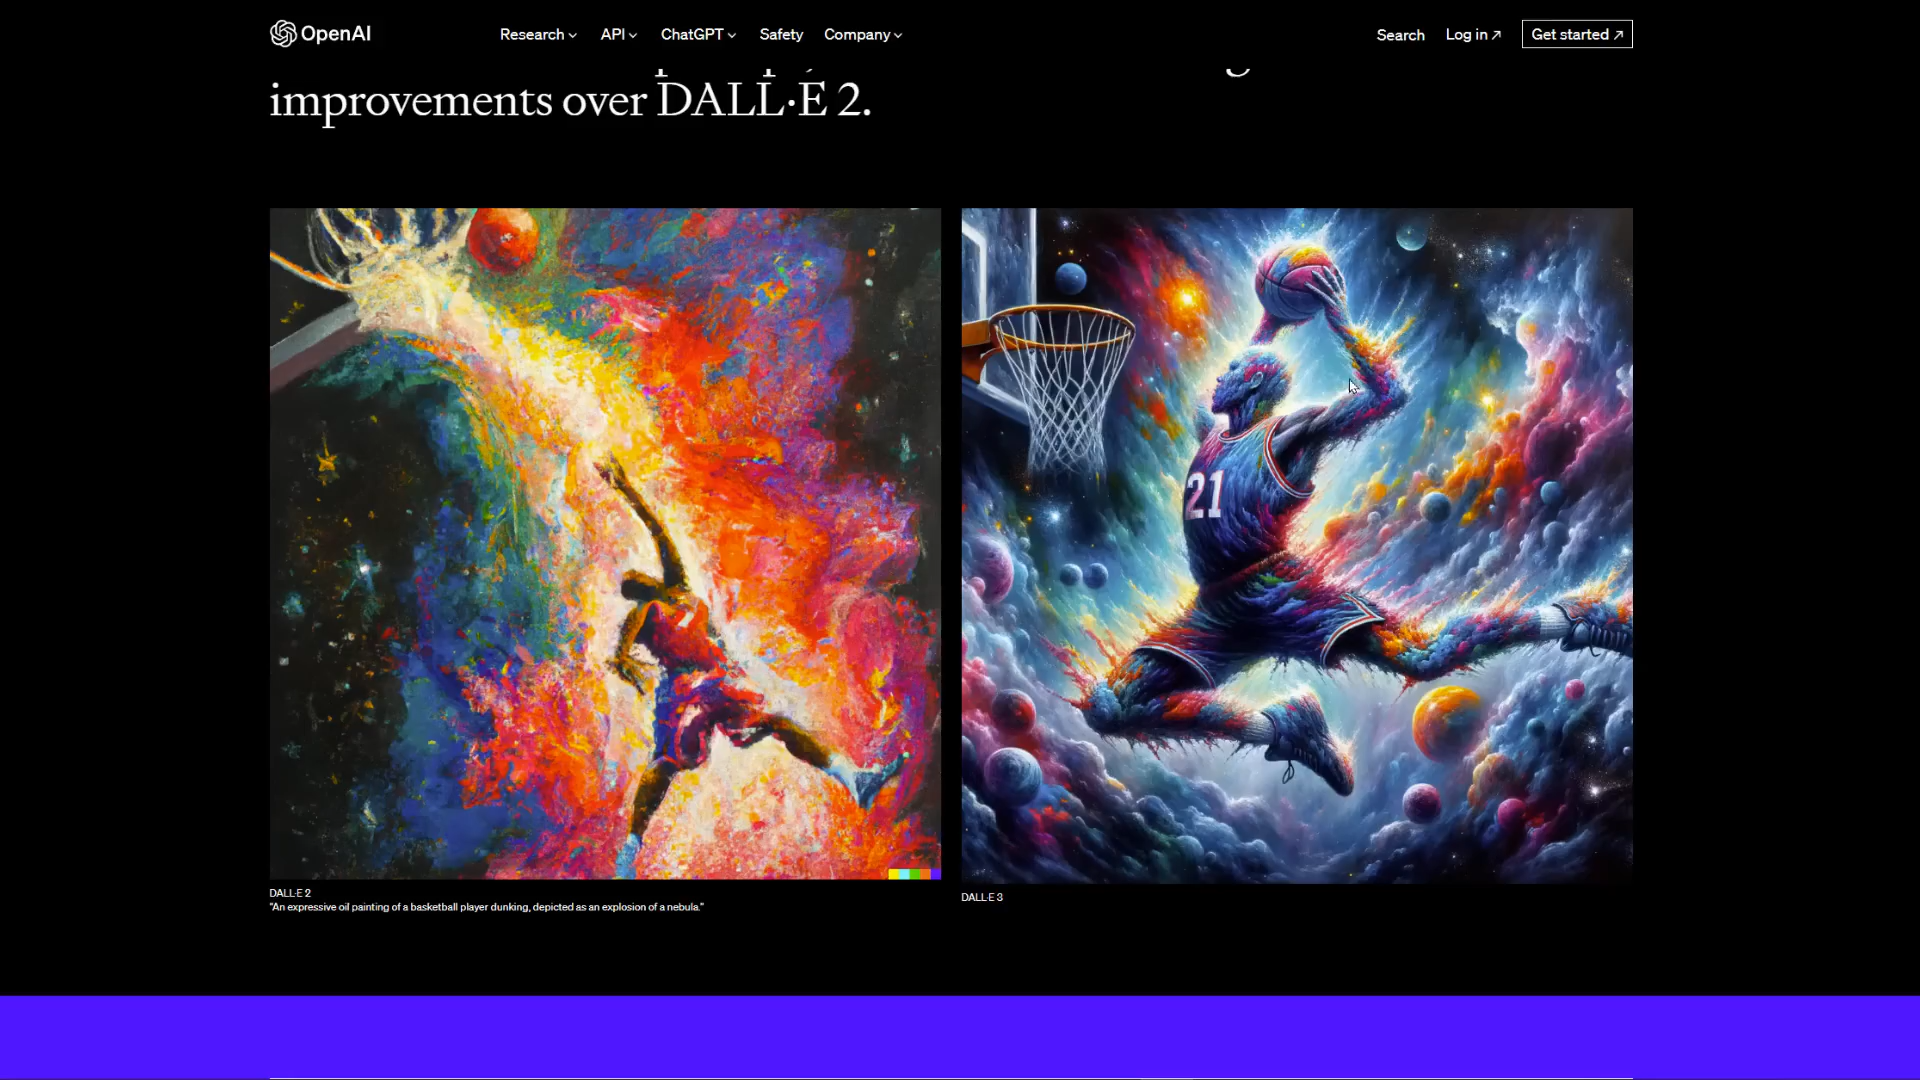 OpenAI
Research
API
ChatGPT
Safety
Company
Search
Log in
Get started
improvements over DALL·E 2.
21
DALL·E 2
"An expressive oil painting of a basketball player dunking, depicted as an explosion of a nebula."
DALL·E 3